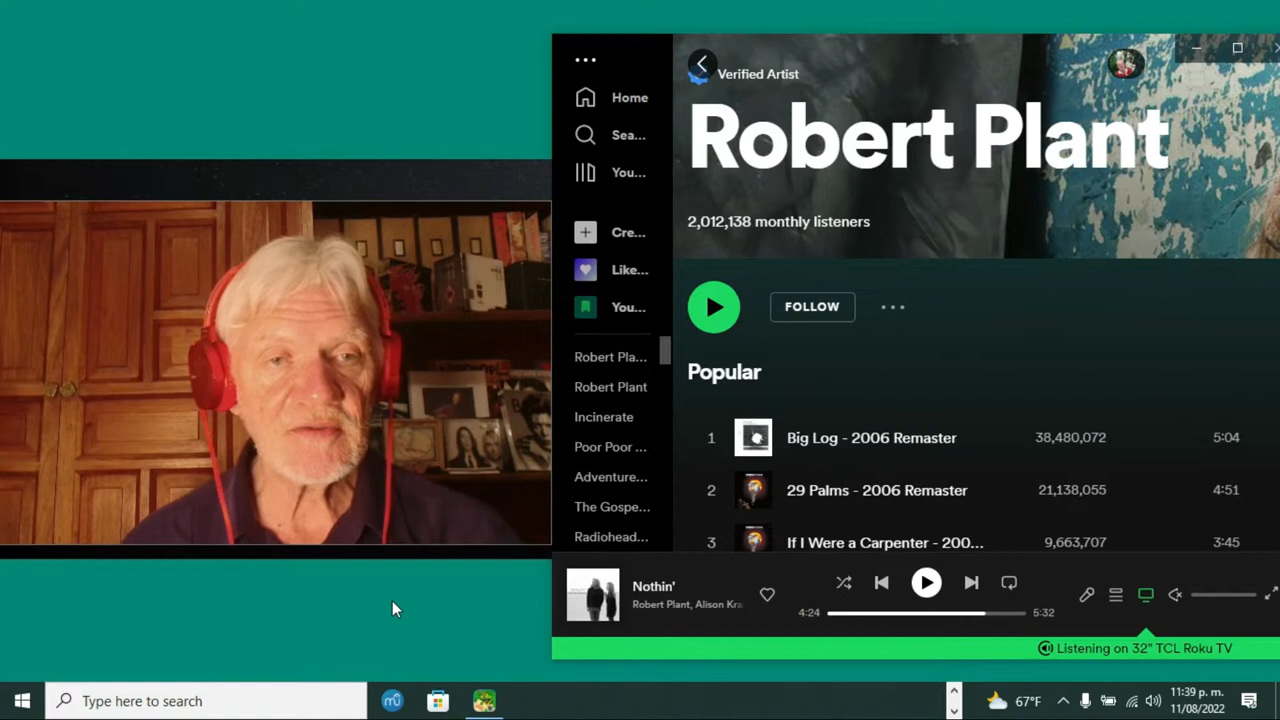 Verified Artist
Robert Plant
2,012,138 monthly listeners
Home
Sea...
You...
Cre...
Like...
You...
Robert Pla...
Robert Plant
Incinerate
Poor Poor ...
Adventure...
The Gospe...
Radiohead...
FOLLOW
Popular
1 Big Log - 2006 Remaster 38,480,072 5:04
2 29 Palms - 2006 Remaster 21,138,055 4:51
3 If I Were a Carpenter - 200... 9,663,707 3:45
Nothin'
Robert Plant, Alison Kra
4:24 5:32
Listening on 32" TCL Roku TV
Type here to search
mu
67°F
11:39 p. m.
11/08/2022